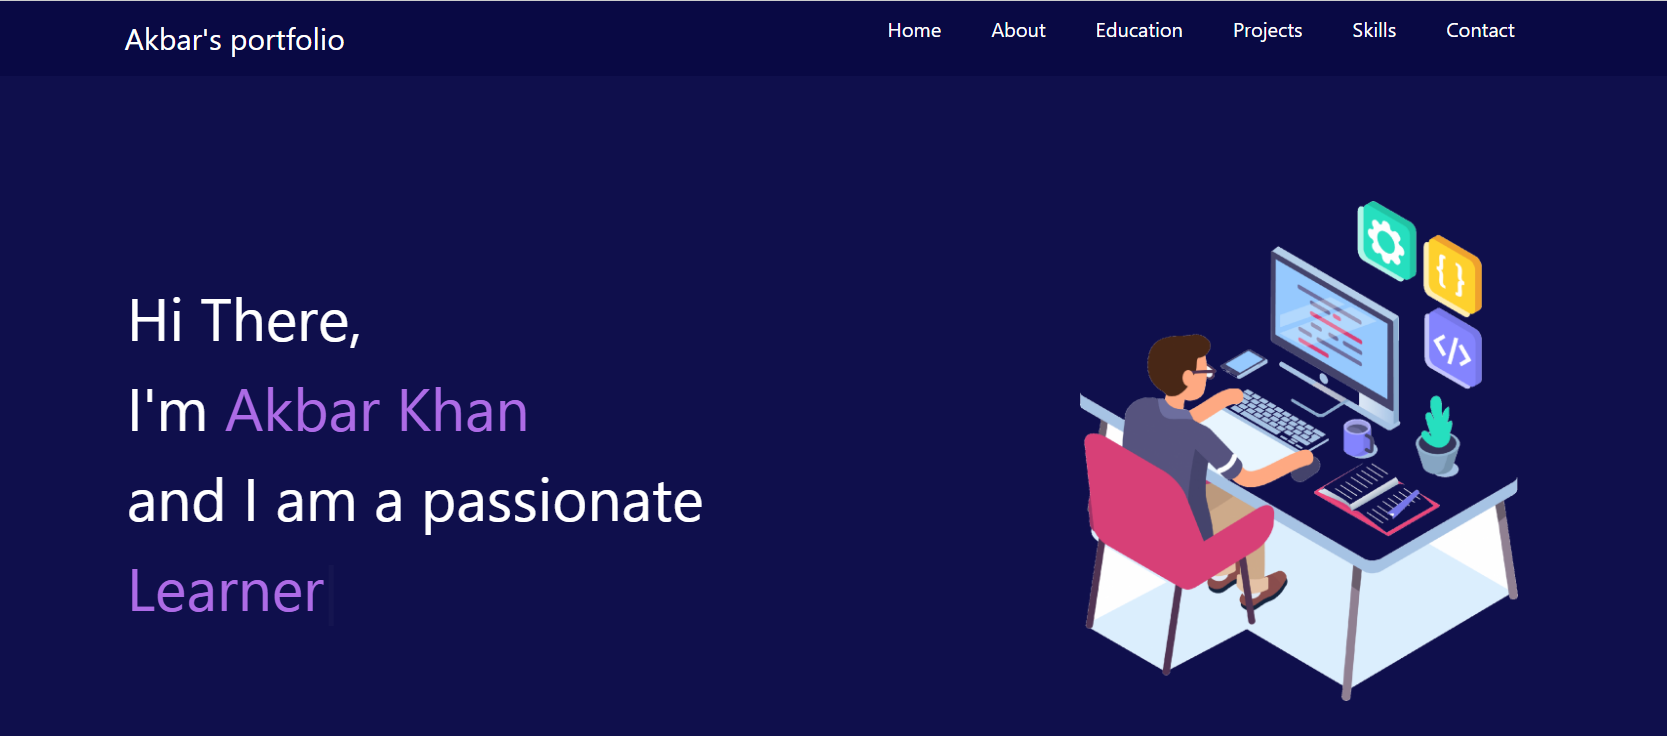 Akbar's portfolio
Home About Education Projects Skills Contact
Hi There,
I'm Akbar Khan
and I am a passionate
Learner